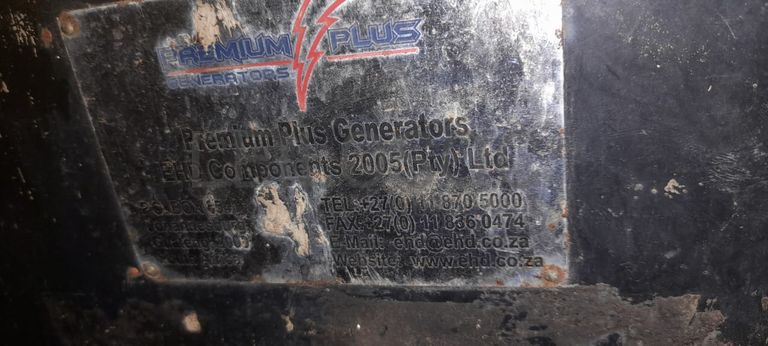 PREMIUM PLUS
GENERATORS
Premium Plus Generators
EHD Components 2005(Pty) Ltd
TEL: +27(0) 11 870 5000
FAX:+27(0) 11 836 0474
E-Mail: ehd@ehd.co.za
Website: www.ehd.co.za